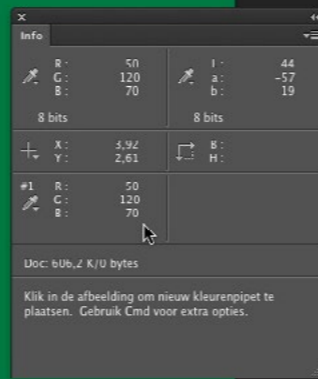 Info
R: 50
G: 120
B: 70
8 bits
L: 44
a: -57
b: 19
8 bits
X: 3,92
Y: 2,61
B:
H:
#1 R: 50
G: 120
B: 70
Doc: 606,2 K/0 bytes
Klik in de afbeelding om nieuw kleurenpipet te
plaatsen. Gebruik Cmd voor extra opties.